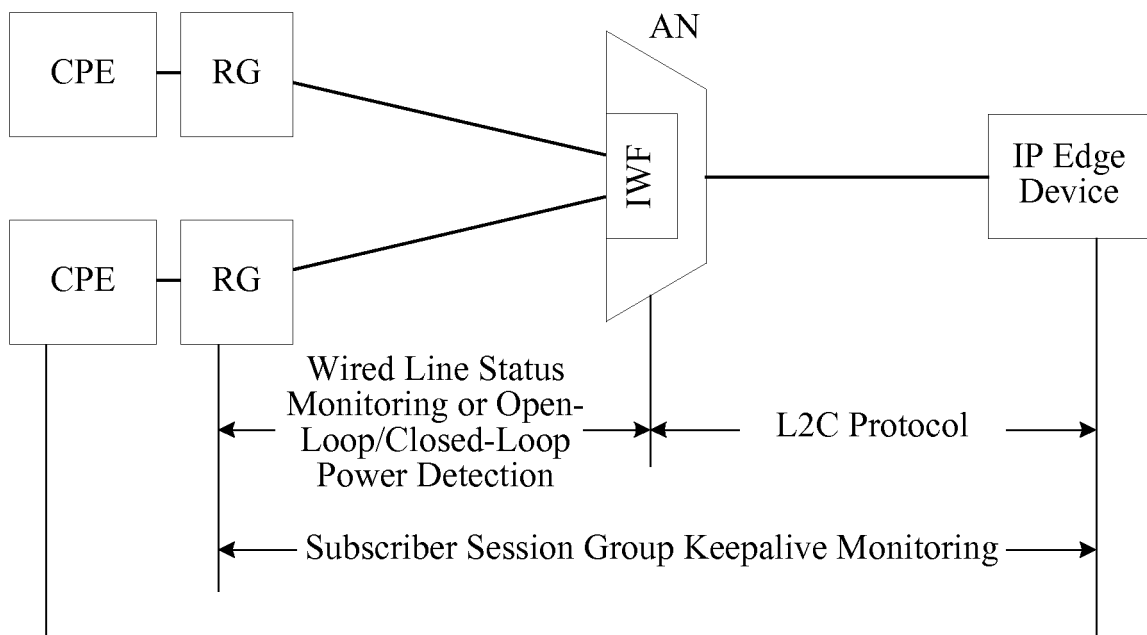 AN
CPE
RG
IWF
IP Edge
Device
CPE
RG
Wired Line Status
Monitoring or Open-
Loop/Closed-Loop
Power Detection
L2C Protocol
Subscriber Session Group Keepalive Monitoring